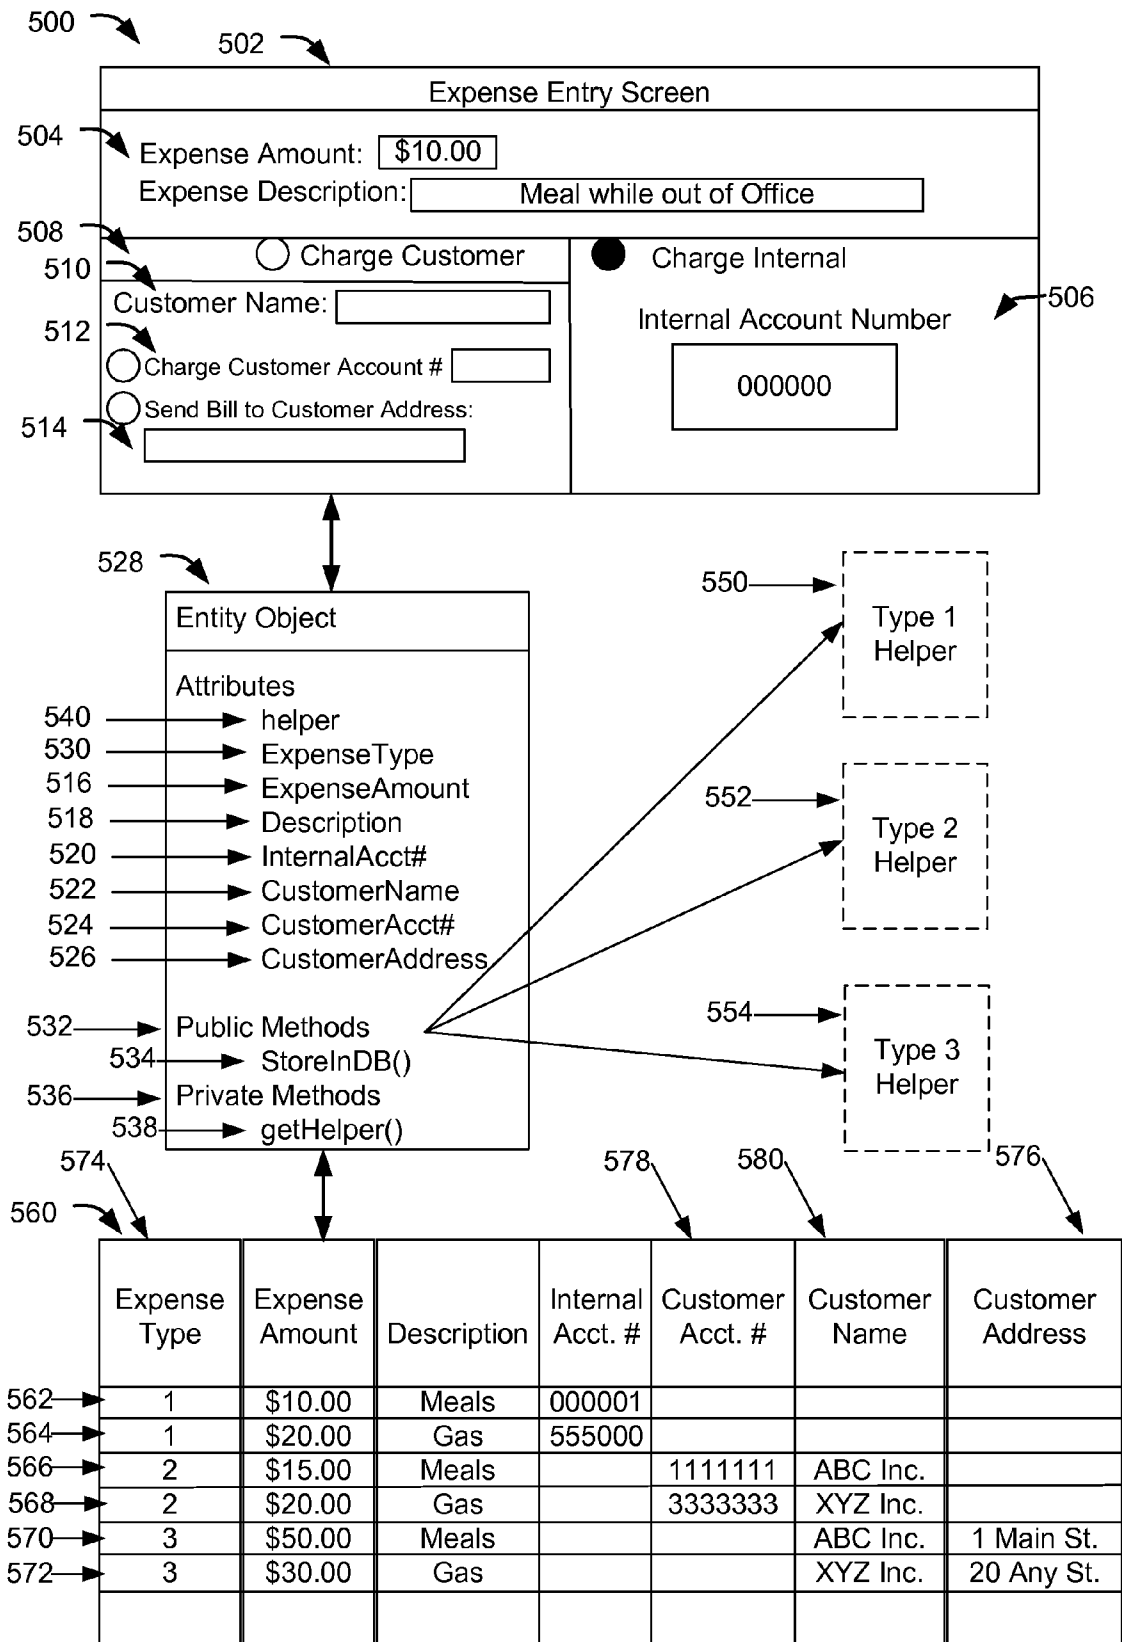 500
502
Expense Entry Screen
504
Expense Amount: $10.00
Expense Description: Meal while out of Office
508
Charge Customer
Charge Internal
510
Customer Name:
506
Internal Account Number
512
Charge Customer Account #
000000
Send Bill to Customer Address:
514
528
Entity Object
550
Type 1
Helper
Attributes
540 helper
530 ExpenseType
516 ExpenseAmount
518 Description
520 InternalAcct#
522 CustomerName
524 CustomerAcct#
526 CustomerAddress
552
Type 2
Helper
532 Public Methods
534 StoreInDB()
536 Private Methods
538 getHelper()
554
Type 3
Helper
574 578 580 576
560
Expense Type Expense Amount Description Internal Acct. # Customer Acct. # Customer Name Customer Address
562 1 $10.00 Meals 000001
564 1 $20.00 Gas 555000
566 2 $15.00 Meals 1111111 ABC Inc.
568 2 $20.00 Gas 3333333 XYZ Inc.
570 3 $50.00 Meals ABC Inc. 1 Main St.
572 3 $30.00 Gas XYZ Inc. 20 Any St.